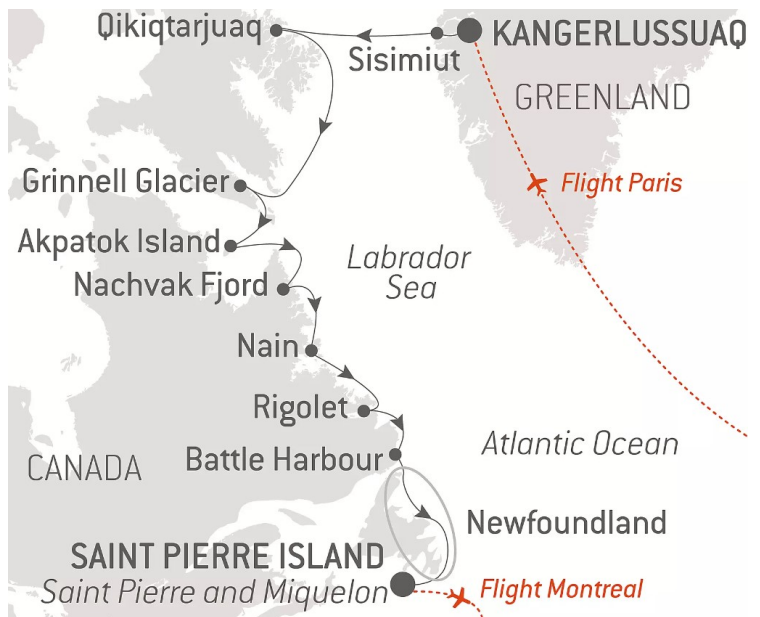 Qikiqtarjuaq
KANGERLUSSUAQ
Sisimiut
GREENLAND
Grinnell Glacier
Flight Paris
Akpatok Island
Labrador
Sea
Nachvak Fjord
Nain
Rigolet
Atlantic Ocean
Battle Harbour
CANADA
Newfoundland
SAINT PIERRE ISLAND
Saint Pierre and Miquelon
Flight Montreal